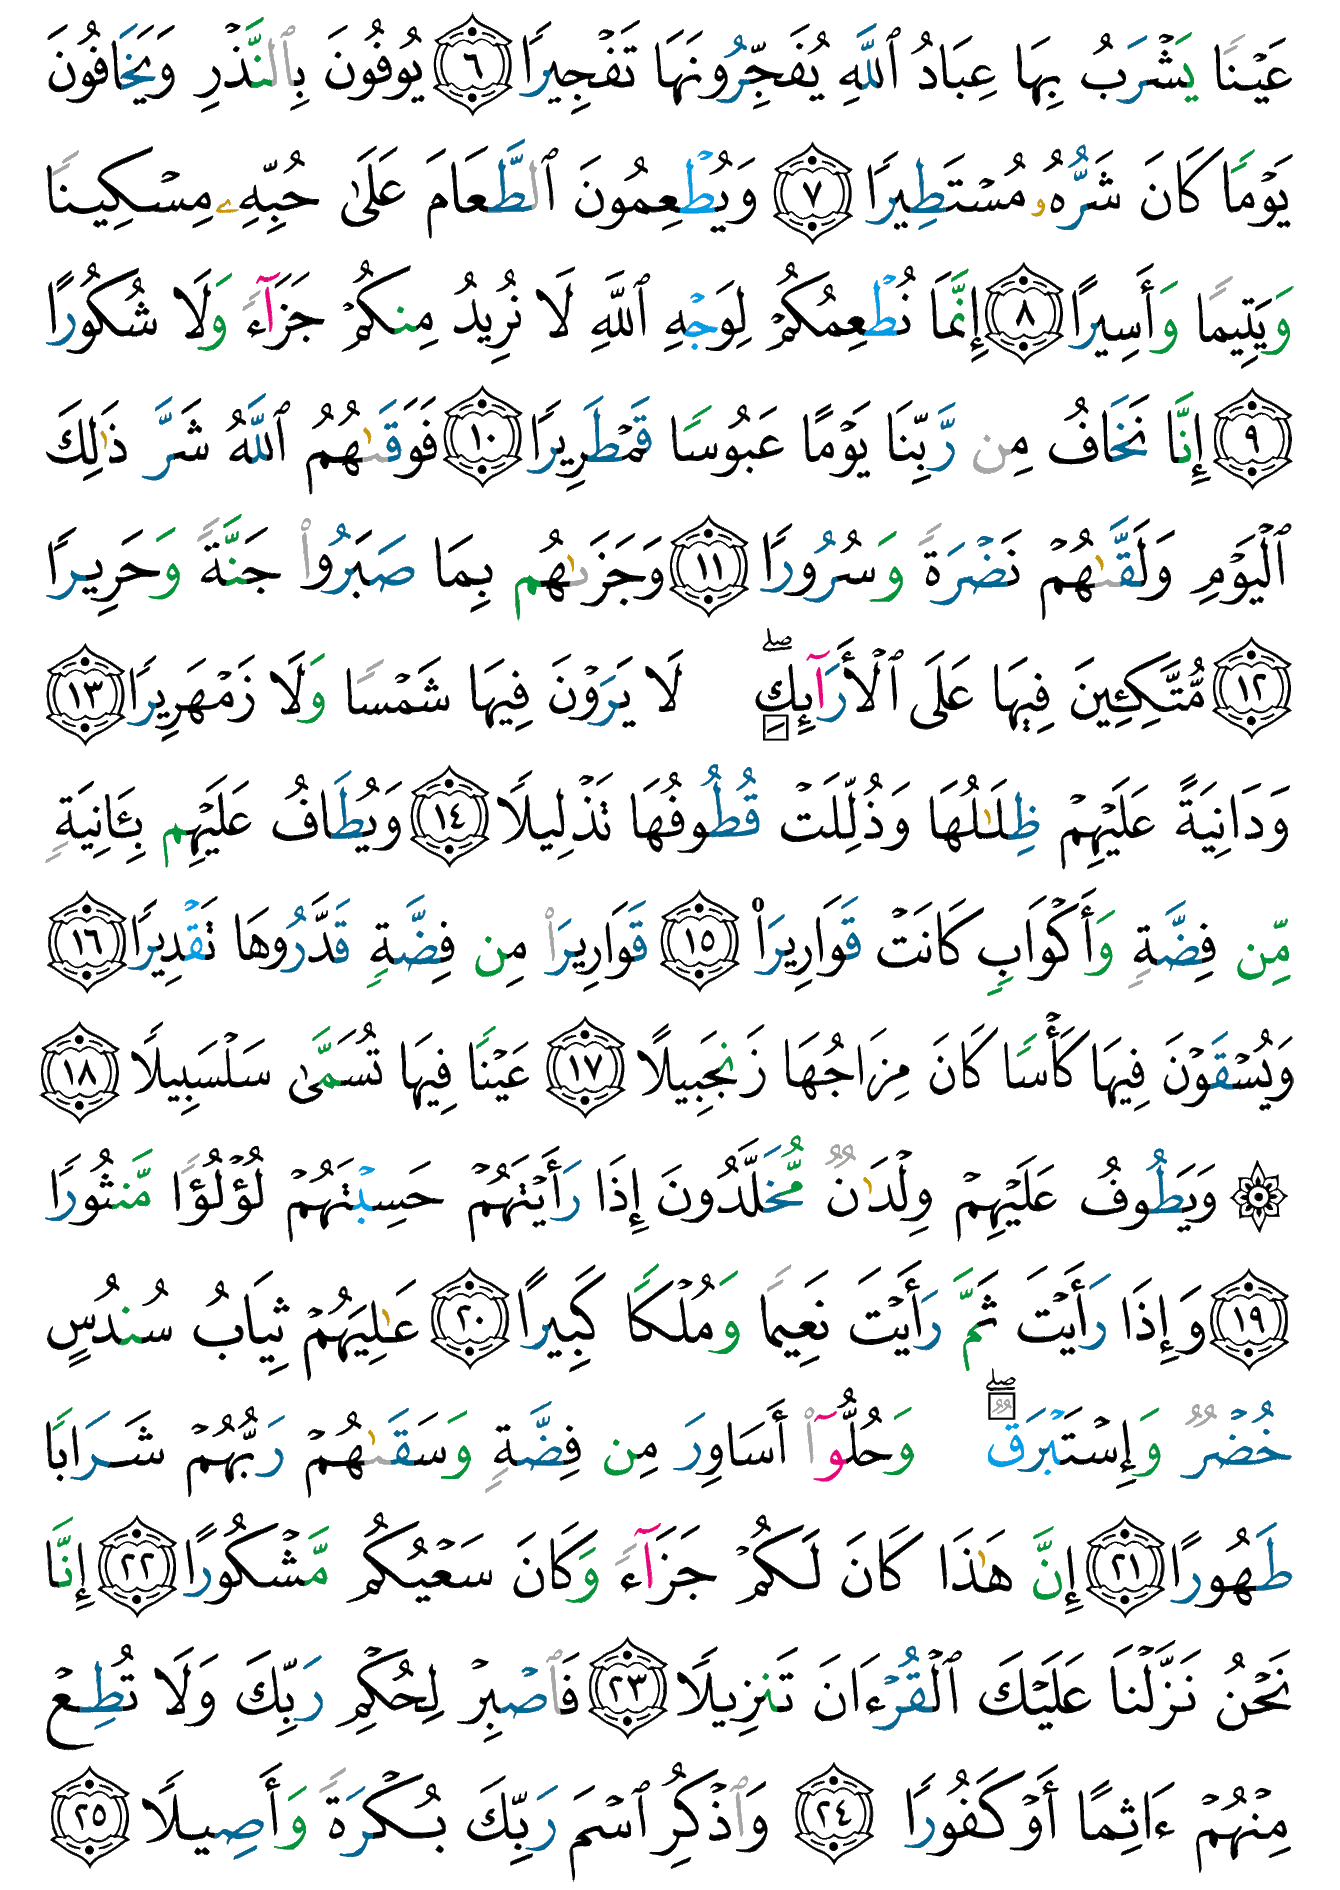 عَيْنًا يَشْرَبُ بِهَا عِبَادُ ٱللَّهِ يُفَجِّرُونَهَا تَفْجِيرًا ٦ يُوفُونَ بِٱلنَّذْرِ وَيَخَافُونَ
يَوْمًا كَانَ شَرُّهُۥ مُسْتَطِيرًا ٧ وَيُطْعِمُونَ ٱلطَّعَامَ عَلَىٰ حُبِّهِۦ مِسْكِينًا
وَيَتِيمًا وَأَسِيرًا ٨ إِنَّمَا نُطْعِمُكُمْ لِوَجْهِ ٱللَّهِ لَا نُرِيدُ مِنكُمْ جَزَآءً وَلَا شُكُورًا
٩ إِنَّا نَخَافُ مِن رَّبِّنَا يَوْمًا عَبُوسًا قَمْطَرِيرًا ١٠ فَوَقَىٰهُمُ ٱللَّهُ شَرَّ ذَٰلِكَ
ٱلْيَوْمِ وَلَقَّىٰهُمْ نَضْرَةً وَسُرُورًا ١١ وَجَزَىٰهُم بِمَا صَبَرُوا۟ جَنَّةً وَحَرِيرًا
١٢ مُّتَّكِـِٔينَ فِيهَا عَلَى ٱلْأَرَآئِكِ ۖ لَا يَرَوْنَ فِيهَا شَمْسًا وَلَا زَمْهَرِيرًا ١٣
وَدَانِيَةً عَلَيْهِمْ ظِلَـٰلُهَا وَذُلِّلَتْ قُطُوفُهَا تَذْلِيلًا ١٤ وَيُطَافُ عَلَيْهِم بِـَٔانِيَةٍ
مِّن فِضَّةٍ وَأَكْوَابٍ كَانَتْ قَوَارِيرَا۠ ١٥ قَوَارِيرَا۟ مِن فِضَّةٍ قَدَّرُوهَا تَقْدِيرًا ١٦
وَيُسْقَوْنَ فِيهَا كَأْسًا كَانَ مِزَاجُهَا زَنجَبِيلًا ١٧ عَيْنًا فِيهَا تُسَمَّىٰ سَلْسَبِيلًا ١٨
۞ وَيَطُوفُ عَلَيْهِمْ وِلْدَٰنٌ مُّخَلَّدُونَ إِذَا رَأَيْتَهُمْ حَسِبْتَهُمْ لُؤْلُؤًا مَّنثُورًا
١٩ وَإِذَا رَأَيْتَ ثَمَّ رَأَيْتَ نَعِيمًا وَمُلْكًا كَبِيرًا ٢٠ عَـٰلِيَهُمْ ثِيَابُ سُندُسٍ
خُضْرٌ وَإِسْتَبْرَقٌ ۖ وَحُلُّوٓا۟ أَسَاوِرَ مِن فِضَّةٍ وَسَقَىٰهُمْ رَبُّهُمْ شَرَابًا
طَهُورًا ٢١ إِنَّ هَـٰذَا كَانَ لَكُمْ جَزَآءً وَكَانَ سَعْيُكُم مَّشْكُورًا ٢٢ إِنَّا
نَحْنُ نَزَّلْنَا عَلَيْكَ ٱلْقُرْءَانَ تَنزِيلًا ٢٣ فَٱصْبِرْ لِحُكْمِ رَبِّكَ وَلَا تُطِعْ
مِنْهُمْ ءَاثِمًا أَوْ كَفُورًا ٢٤ وَٱذْكُرِ ٱسْمَ رَبِّكَ بُكْرَةً وَأَصِيلًا ٢٥